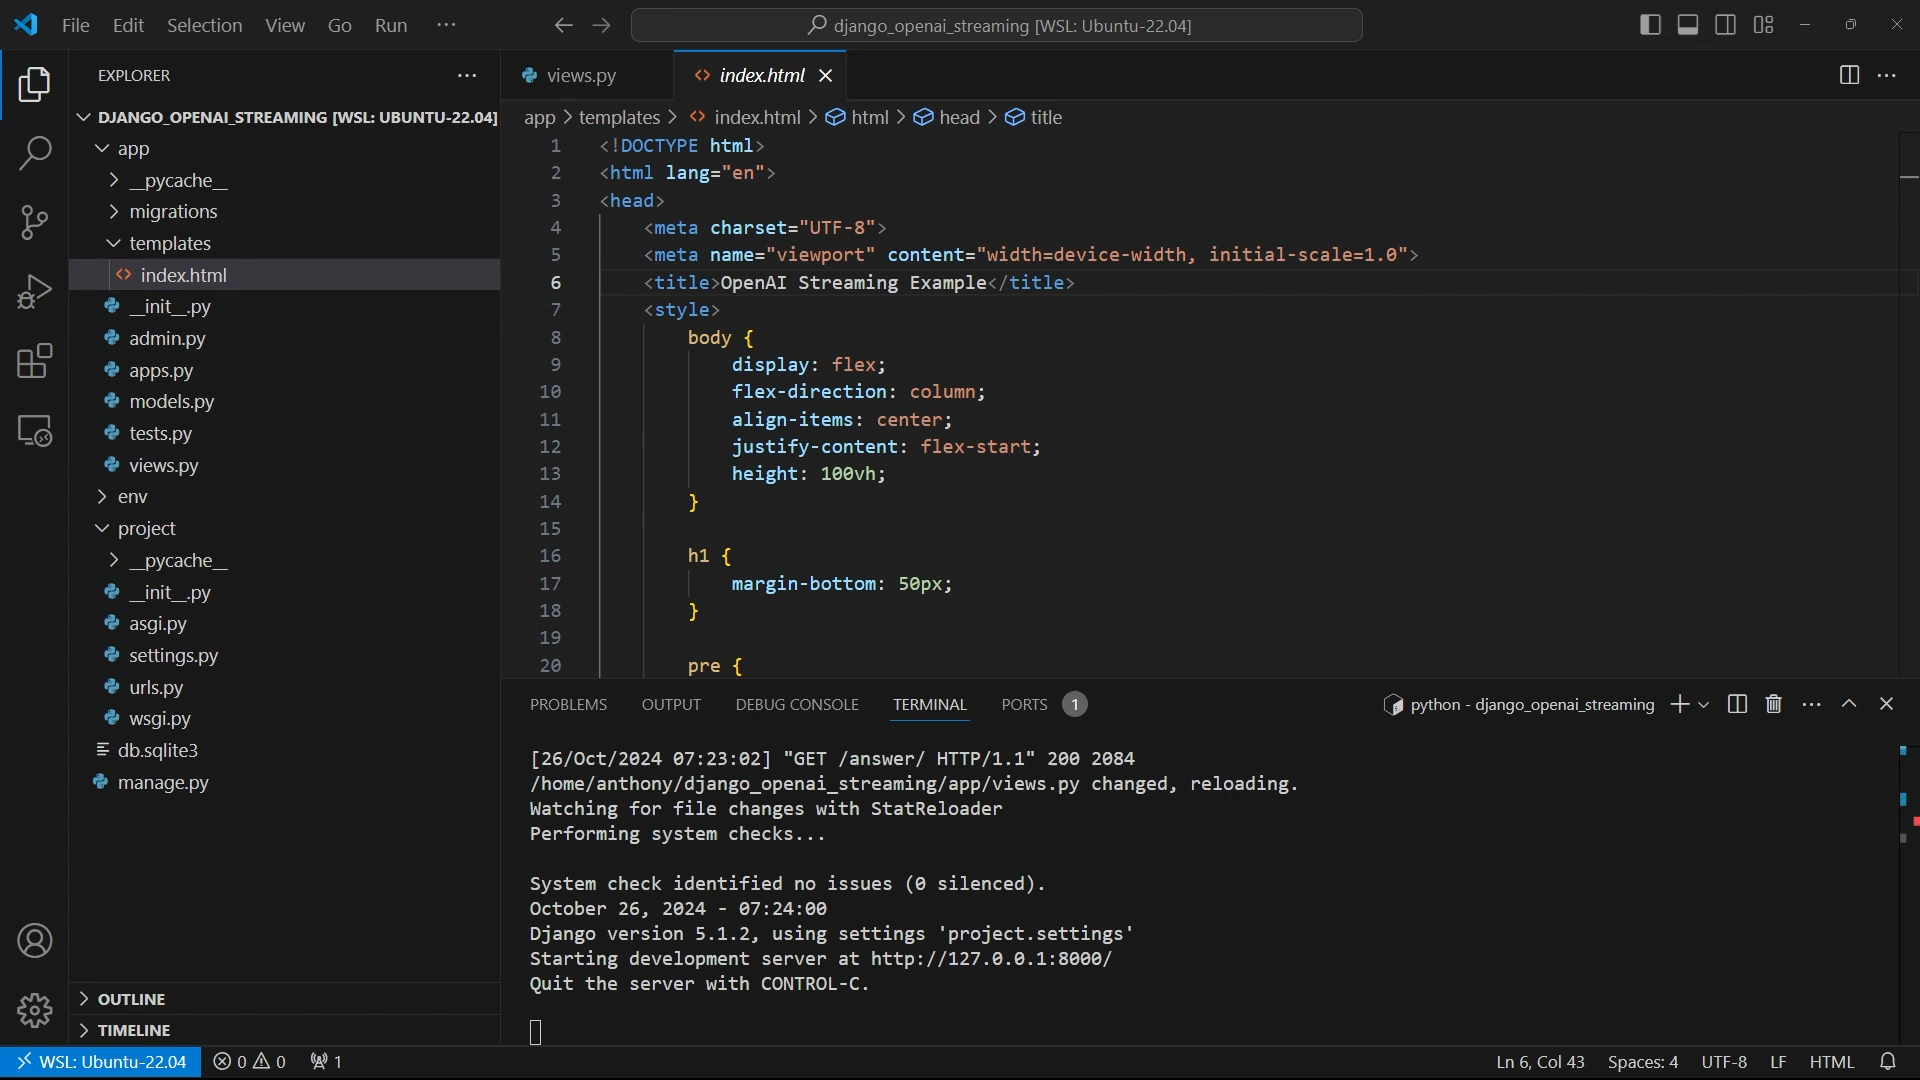 File Edit Selection View Go Run ···
django_openai_streaming [WSL: Ubuntu-22.04]
EXPLORER
DJANGO_OPENAI_STREAMING [WSL: UBUNTU-22.04]
app
__pycache__
migrations
templates
index.html
__init__.py
admin.py
apps.py
models.py
tests.py
views.py
env
project
__pycache__
__init__.py
asgi.py
settings.py
urls.py
wsgi.py
db.sqlite3
manage.py
OUTLINE
TIMELINE
views.py
index.html
app > templates > index.html > html > head > title
1 <!DOCTYPE html>
2 <html lang="en">
3 <head>
4 <meta charset="UTF-8">
5 <meta name="viewport" content="width=device-width, initial-scale=1.0">
6 <title>OpenAI Streaming Example</title>
7 <style>
8 body {
9 display: flex;
10 flex-direction: column;
11 align-items: center;
12 justify-content: flex-start;
13 height: 100vh;
14 }
15
16 h1 {
17 margin-bottom: 50px;
18 }
19
20 pre {
PROBLEMS OUTPUT DEBUG CONSOLE TERMINAL PORTS 1
python - django_openai_streaming
[26/Oct/2024 07:23:02] "GET /answer/ HTTP/1.1" 200 2084
/home/anthony/django_openai_streaming/app/views.py changed, reloading.
Watching for file changes with StatReloader
Performing system checks...
System check identified no issues (0 silenced).
October 26, 2024 - 07:24:00
Django version 5.1.2, using settings 'project.settings'
Starting development server at http://127.0.0.1:8000/
Quit the server with CONTROL-C.
WSL: Ubuntu-22.04 0 0 1
Ln 6, Col 43 Spaces: 4 UTF-8 LF HTML